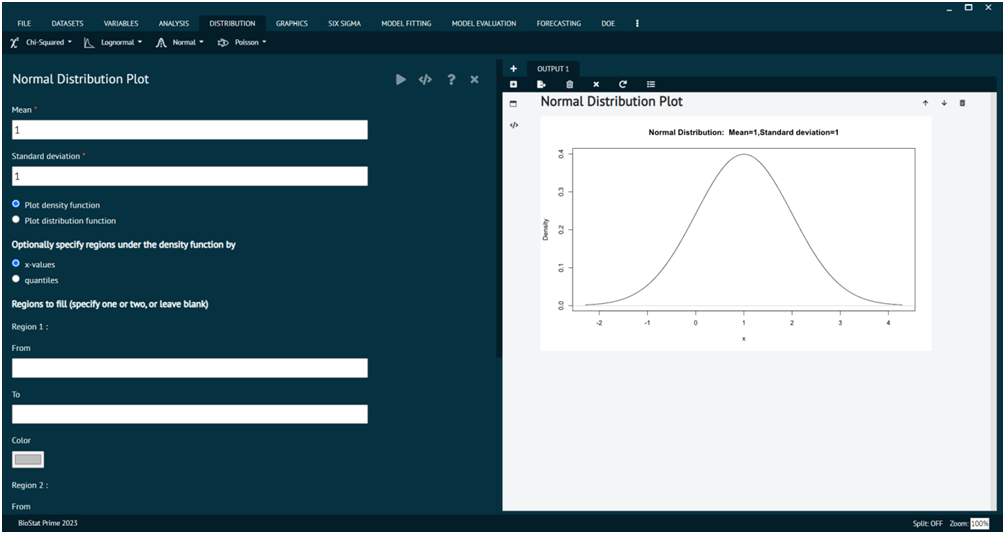 FILE DATASETS VARIABLES ANALYSIS DISTRIBUTION GRAPHICS SIX SIGMA MODEL FITTING MODEL EVALUATION FORECASTING DOE
χ² Chi-Squared Lognormal Normal Poisson
Normal Distribution Plot
Mean *
1
Standard deviation *
1
Plot density function
Plot distribution function
Optionally specify regions under the density function by
x-values
quantiles
Regions to fill (specify one or two, or leave blank)
Region 1 :
From
To
Color
Region 2 :
From
OUTPUT 1
Normal Distribution Plot
Normal Distribution: Mean=1,Standard deviation=1
Density
0.4
0.3
0.2
0.1
0.0
-2 -1 0 1 2 3 4
x
BioStat Prime 2023
Split: OFF Zoom: 100%